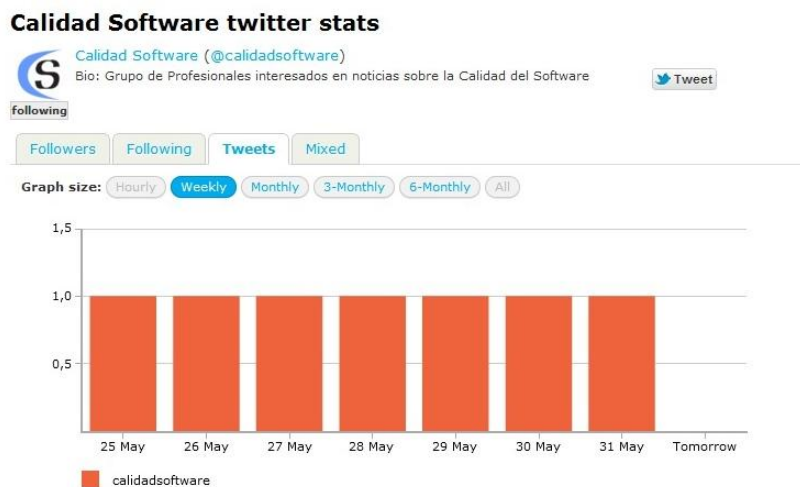 Calidad Software twitter stats
Calidad Software (@calidadsoftware)
Bio: Grupo de Profesionales interesados en noticias sobre la Calidad del Software
Tweet
S
following
Followers Following Tweets Mixed
Graph size: Hourly Weekly Monthly 3-Monthly 6-Monthly All
1,5
1,0
0,5
25 May 26 May 27 May 28 May 29 May 30 May 31 May Tomorrow
calidadsoftware